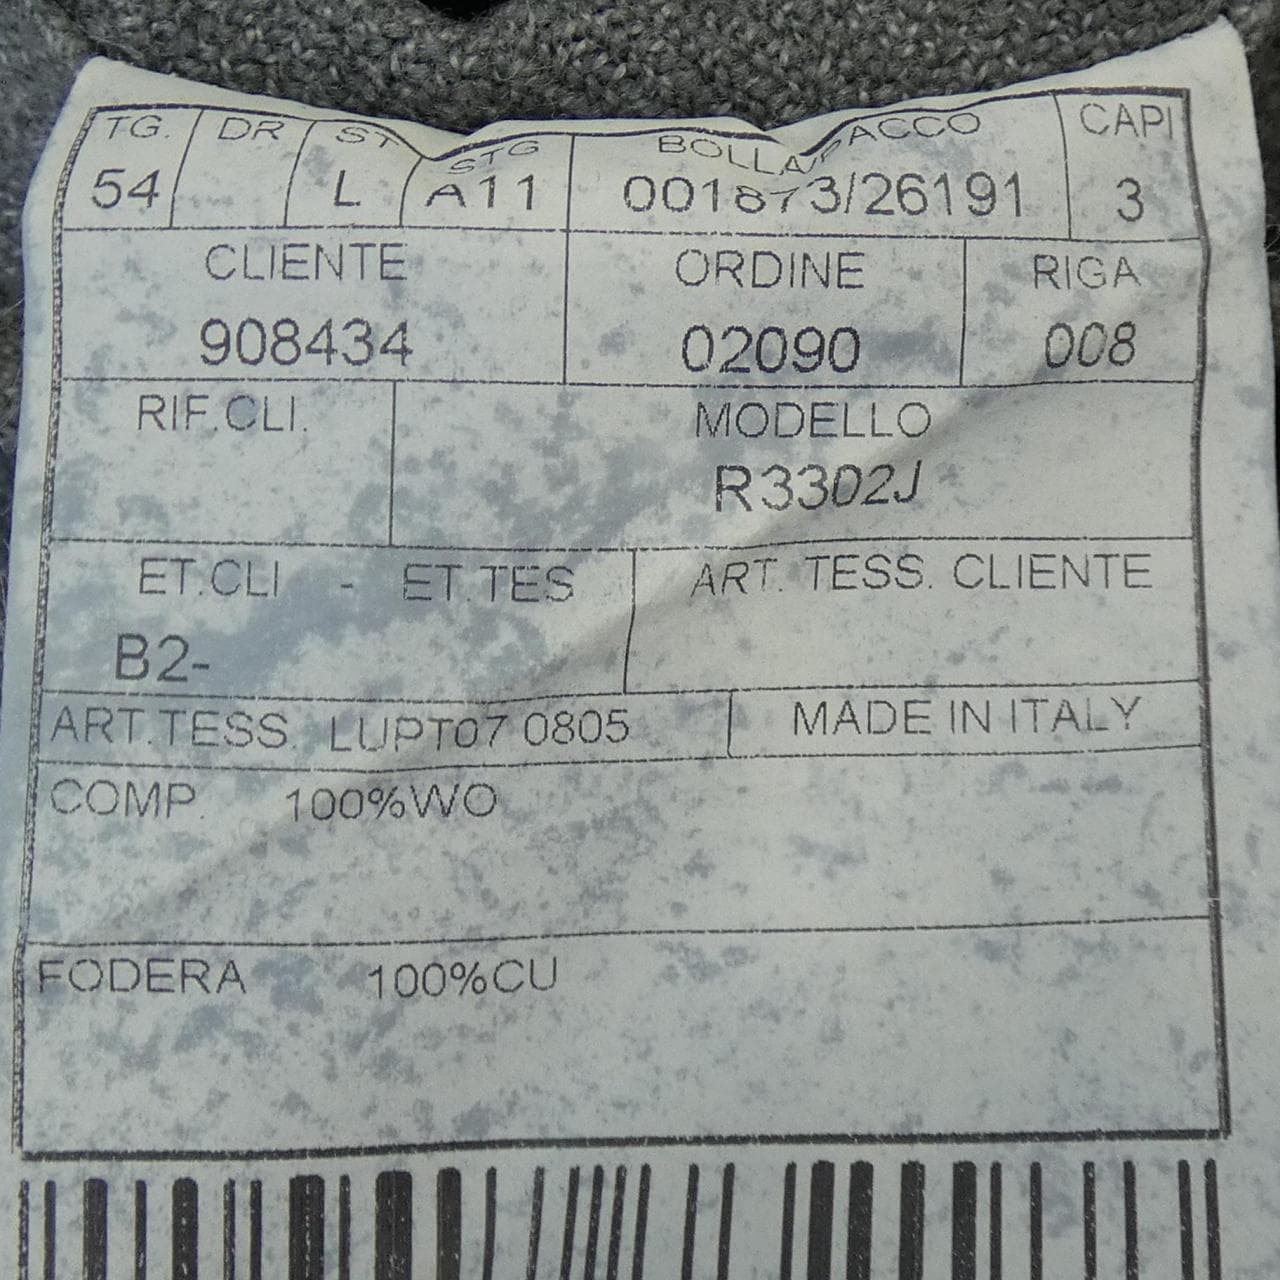 TG. DR ST STG BOLLA/PACCO CAPI
54 L A11 001873/26191 3
CLIENTE ORDINE RIGA
908434 02090 008
RIF.CLI. MODELLO
R3302J
ET.CLI - ET.TES ART. TESS. CLIENTE
B2-
ART.TESS. LUPT07 0805 MADE IN ITALY
COMP. 100%WO
FODERA 100%CU